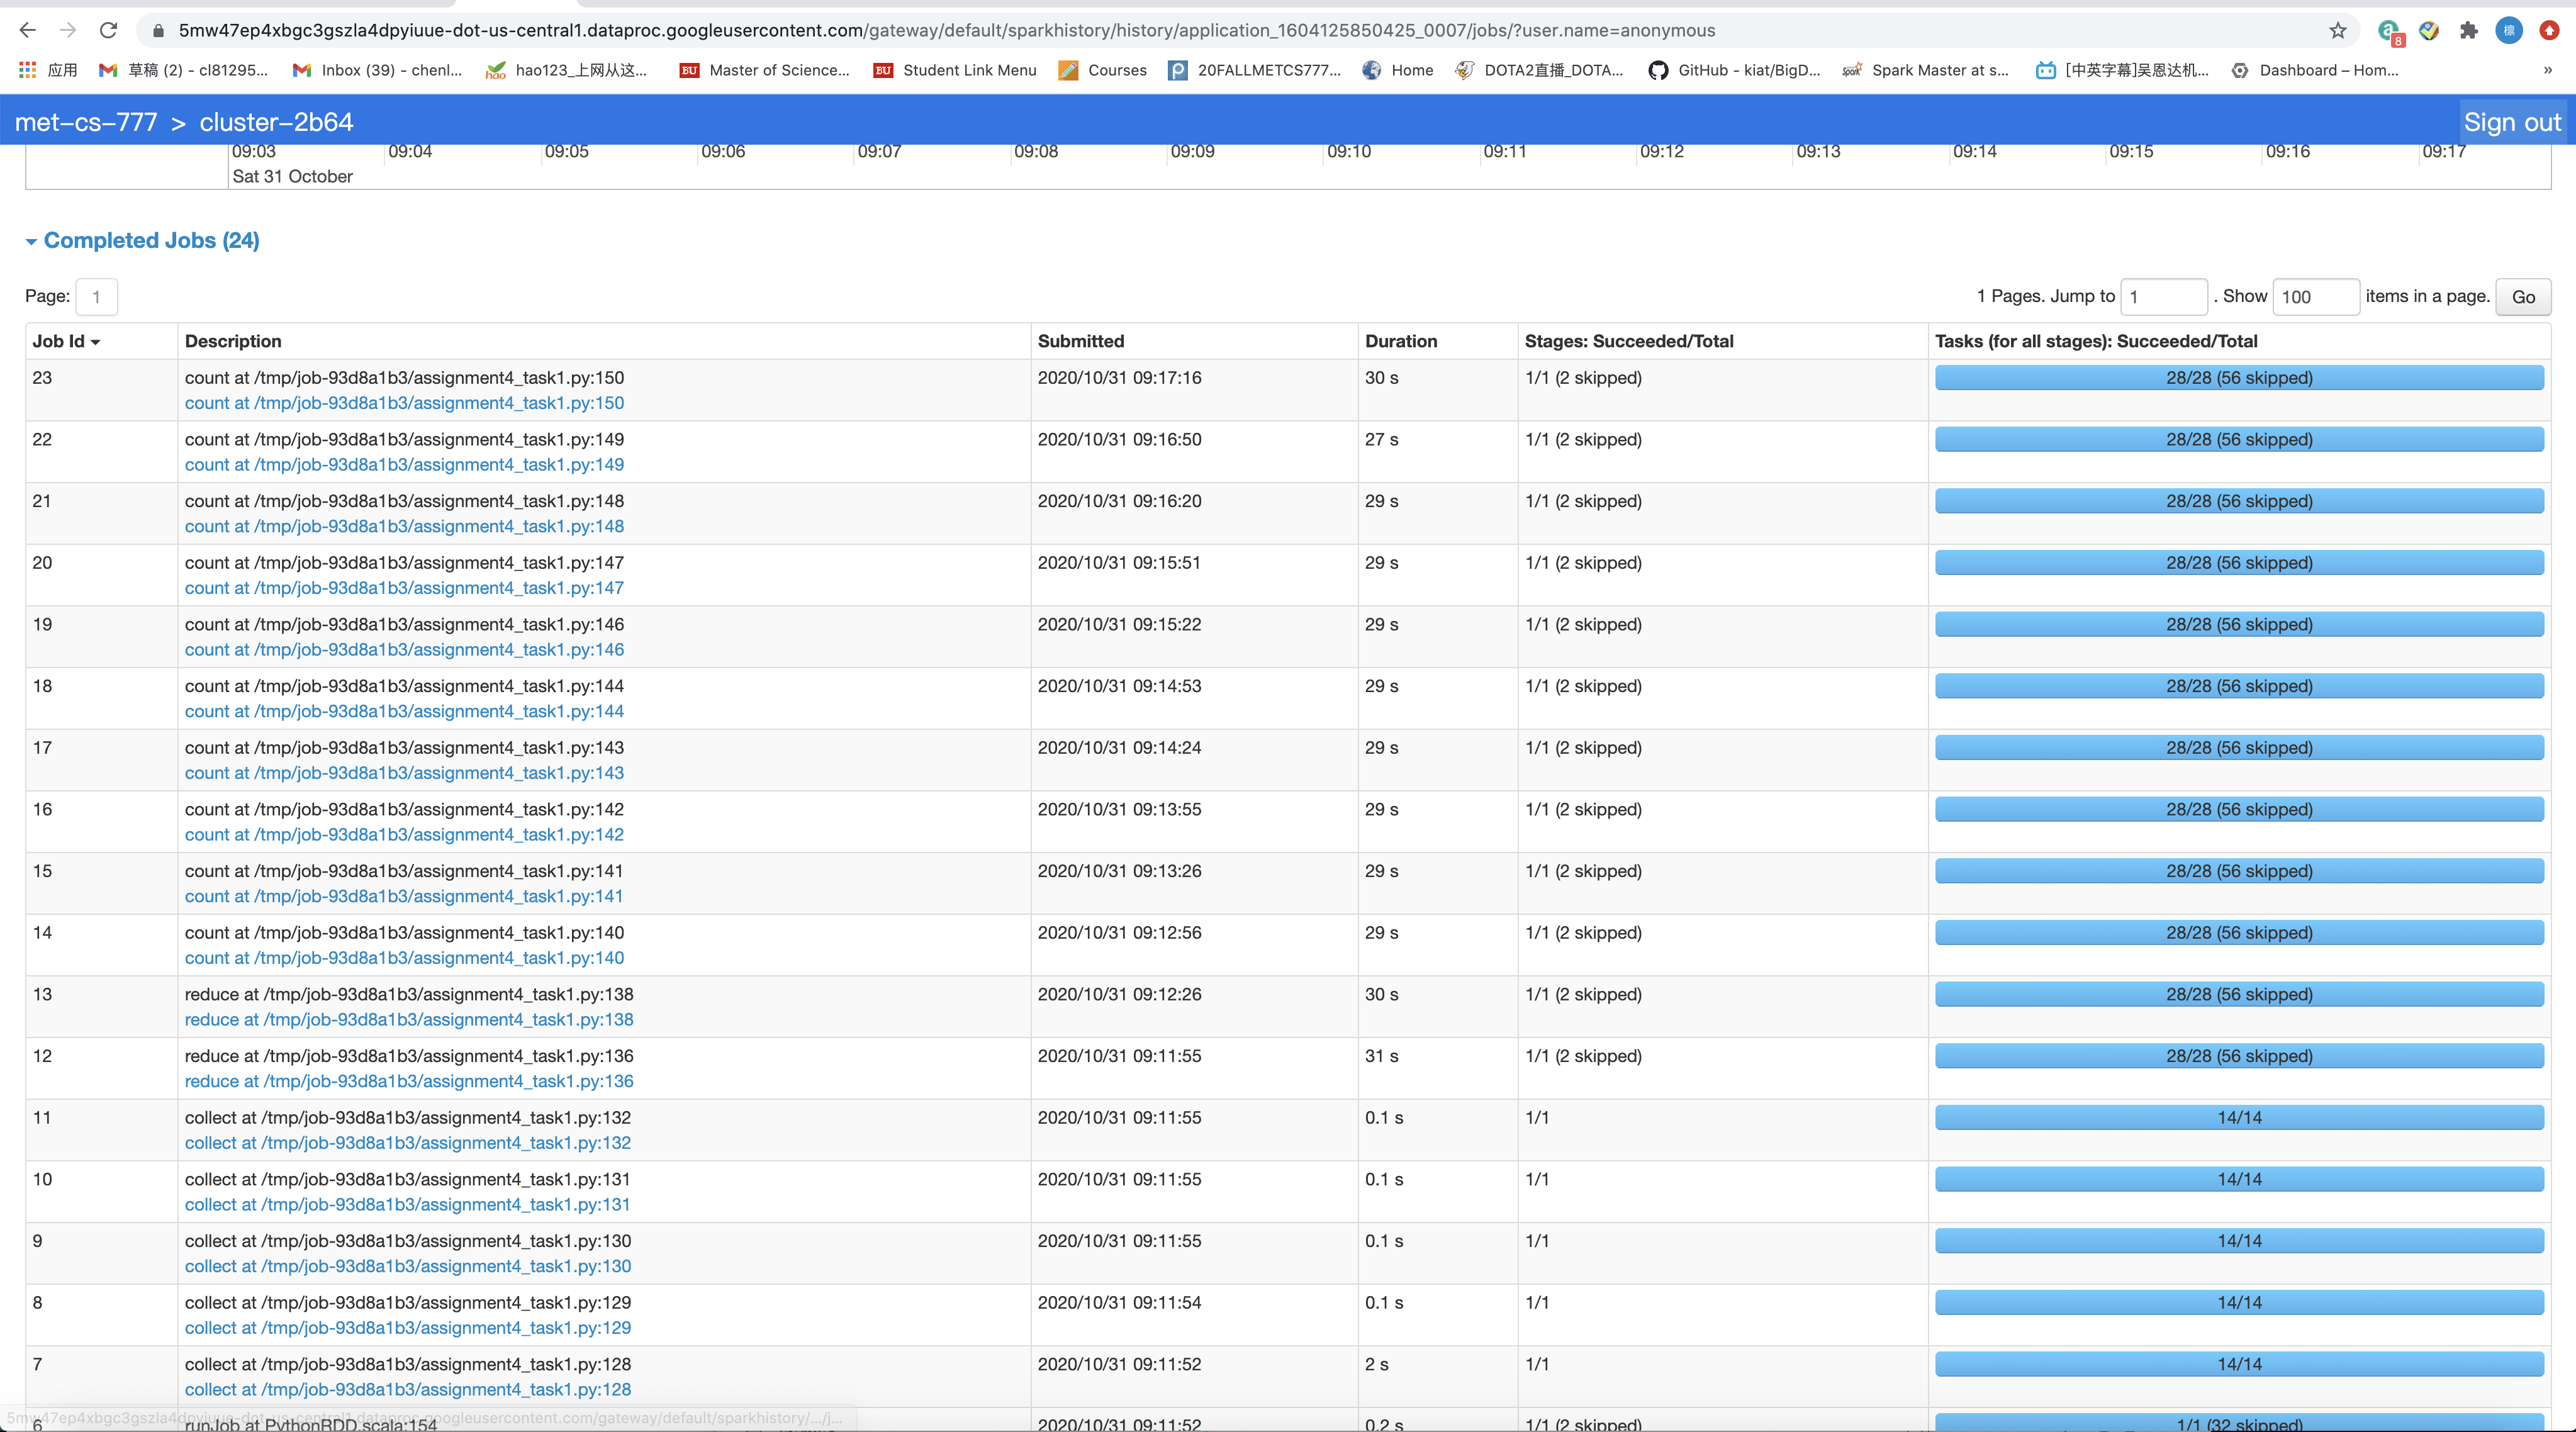 5mw47ep4xbgc3gszla4dpyiuue-dot-us-central1.dataproc.googleusercontent.com/gateway/default/sparkhistory/history/application_1604125850425_0007/jobs/?user.name=anonymous
8
應用
草稿 (2) - cl81295...
Inbox (39) - chenl...
hao123_上网从这...
Master of Science...
Student Link Menu
Courses
20FALLMETCS777...
Home
DOTA2直播_DOTA...
GitHub - kiat/BigD...
Spark Master at s...
[中英字幕]吴恩达机...
Dashboard – Hom...
»
met-cs-777 > cluster-2b64
Sign out
09:03 09:04 09:05 09:06 09:07 09:08 09:09 09:10 09:11 09:12 09:13 09:14 09:15 09:16 09:17
Sat 31 October
Completed Jobs (24)
Page: 1
1 Pages. Jump to 1 . Show 100 items in a page. Go
Job Id Description Submitted Duration Stages: Succeeded/Total Tasks (for all stages): Succeeded/Total
23 count at /tmp/job-93d8a1b3/assignment4_task1.py:150 2020/10/31 09:17:16 30 s 1/1 (2 skipped) 28/28 (56 skipped)
count at /tmp/job-93d8a1b3/assignment4_task1.py:150
22 count at /tmp/job-93d8a1b3/assignment4_task1.py:149 2020/10/31 09:16:50 27 s 1/1 (2 skipped) 28/28 (56 skipped)
count at /tmp/job-93d8a1b3/assignment4_task1.py:149
21 count at /tmp/job-93d8a1b3/assignment4_task1.py:148 2020/10/31 09:16:20 29 s 1/1 (2 skipped) 28/28 (56 skipped)
count at /tmp/job-93d8a1b3/assignment4_task1.py:148
20 count at /tmp/job-93d8a1b3/assignment4_task1.py:147 2020/10/31 09:15:51 29 s 1/1 (2 skipped) 28/28 (56 skipped)
count at /tmp/job-93d8a1b3/assignment4_task1.py:147
19 count at /tmp/job-93d8a1b3/assignment4_task1.py:146 2020/10/31 09:15:22 29 s 1/1 (2 skipped) 28/28 (56 skipped)
count at /tmp/job-93d8a1b3/assignment4_task1.py:146
18 count at /tmp/job-93d8a1b3/assignment4_task1.py:144 2020/10/31 09:14:53 29 s 1/1 (2 skipped) 28/28 (56 skipped)
count at /tmp/job-93d8a1b3/assignment4_task1.py:144
17 count at /tmp/job-93d8a1b3/assignment4_task1.py:143 2020/10/31 09:14:24 29 s 1/1 (2 skipped) 28/28 (56 skipped)
count at /tmp/job-93d8a1b3/assignment4_task1.py:143
16 count at /tmp/job-93d8a1b3/assignment4_task1.py:142 2020/10/31 09:13:55 29 s 1/1 (2 skipped) 28/28 (56 skipped)
count at /tmp/job-93d8a1b3/assignment4_task1.py:142
15 count at /tmp/job-93d8a1b3/assignment4_task1.py:141 2020/10/31 09:13:26 29 s 1/1 (2 skipped) 28/28 (56 skipped)
count at /tmp/job-93d8a1b3/assignment4_task1.py:141
14 count at /tmp/job-93d8a1b3/assignment4_task1.py:140 2020/10/31 09:12:56 29 s 1/1 (2 skipped) 28/28 (56 skipped)
count at /tmp/job-93d8a1b3/assignment4_task1.py:140
13 reduce at /tmp/job-93d8a1b3/assignment4_task1.py:138 2020/10/31 09:12:26 30 s 1/1 (2 skipped) 28/28 (56 skipped)
reduce at /tmp/job-93d8a1b3/assignment4_task1.py:138
12 reduce at /tmp/job-93d8a1b3/assignment4_task1.py:136 2020/10/31 09:11:55 31 s 1/1 (2 skipped) 28/28 (56 skipped)
reduce at /tmp/job-93d8a1b3/assignment4_task1.py:136
11 collect at /tmp/job-93d8a1b3/assignment4_task1.py:132 2020/10/31 09:11:55 0.1 s 1/1 14/14
collect at /tmp/job-93d8a1b3/assignment4_task1.py:132
10 collect at /tmp/job-93d8a1b3/assignment4_task1.py:131 2020/10/31 09:11:55 0.1 s 1/1 14/14
collect at /tmp/job-93d8a1b3/assignment4_task1.py:131
9 collect at /tmp/job-93d8a1b3/assignment4_task1.py:130 2020/10/31 09:11:55 0.1 s 1/1 14/14
collect at /tmp/job-93d8a1b3/assignment4_task1.py:130
8 collect at /tmp/job-93d8a1b3/assignment4_task1.py:129 2020/10/31 09:11:54 0.1 s 1/1 14/14
collect at /tmp/job-93d8a1b3/assignment4_task1.py:129
7 collect at /tmp/job-93d8a1b3/assignment4_task1.py:128 2020/10/31 09:11:52 2 s 1/1 14/14
collect at /tmp/job-93d8a1b3/assignment4_task1.py:128
5mw47ep4xbgc3gszla4dpyiuue-dot-us-central1.dataproc.googleusercontent.com/gateway/default/sparkhistory/.../j...
6 runJob at PythonRDD.scala:154 2020/10/31 09:11:52 0.2 s 1/1 (2 skipped) 1/1 (32 skipped)